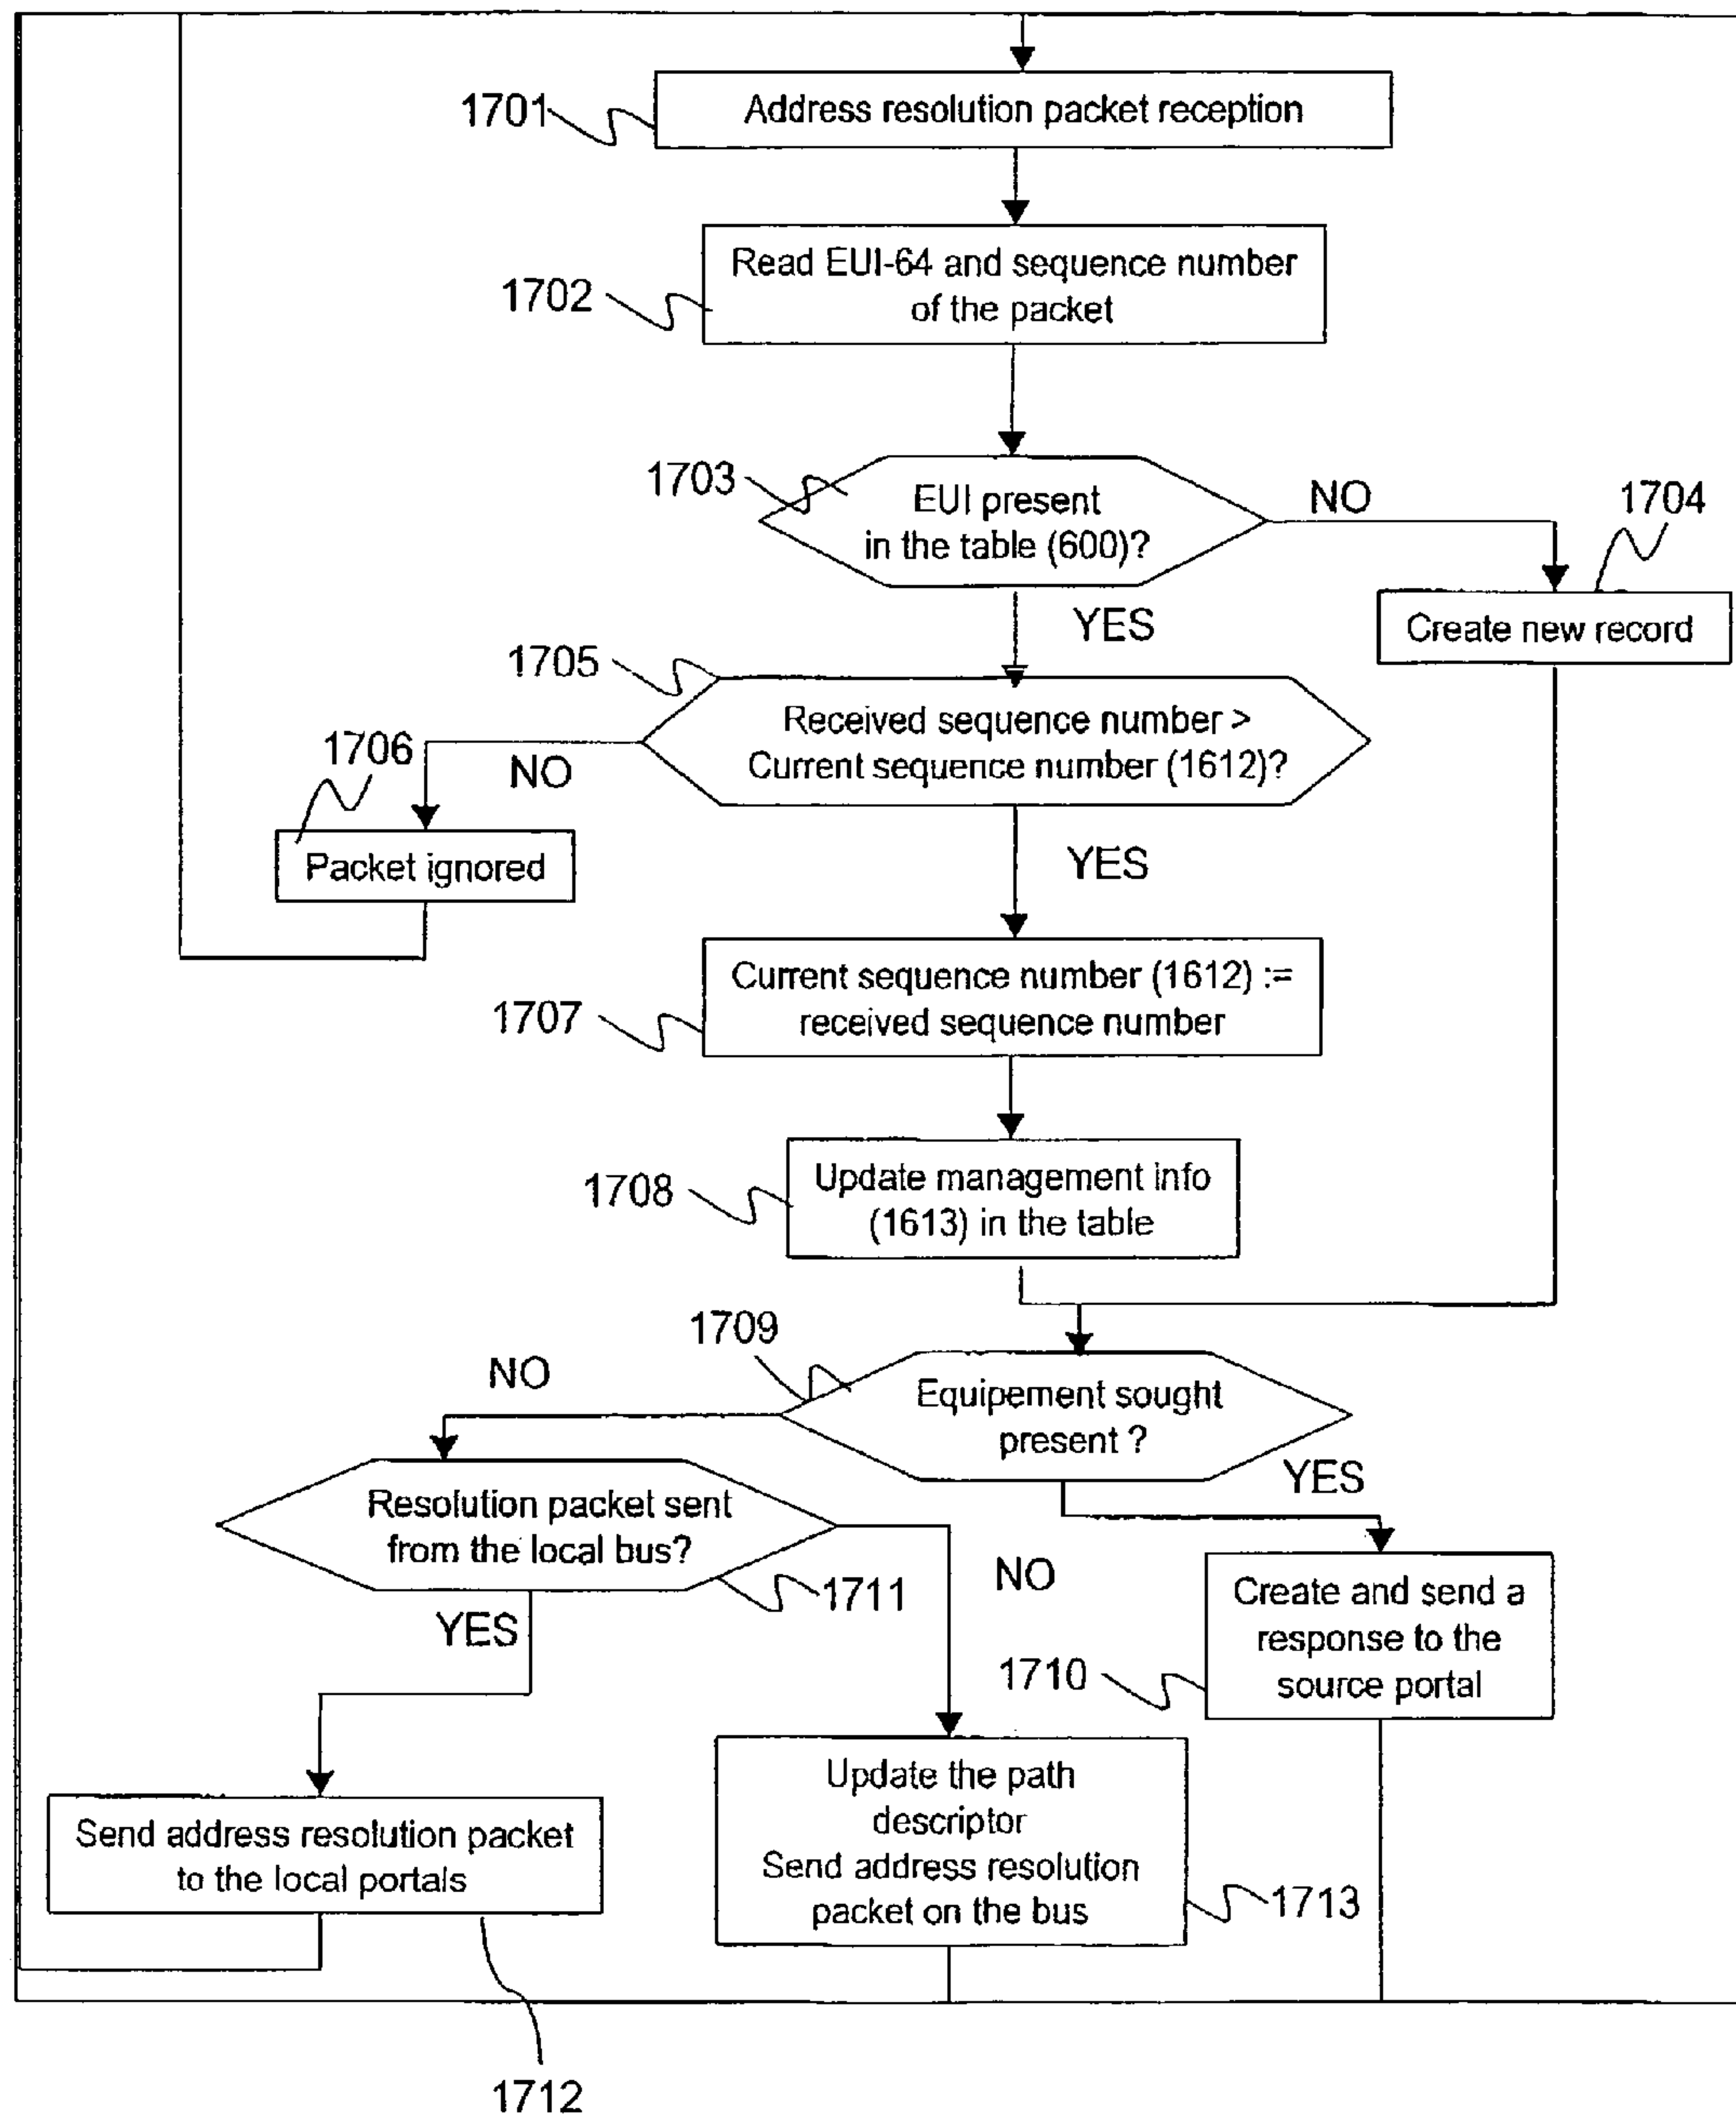 1701
Address resolution packet reception
1702
Read EUI-64 and sequence number
of the packet
1703
EUI present
in the table (600)?
NO
1704
Create new record
YES
1705
Received sequence number >
Current sequence number (1612)?
1706
NO
Packet ignored
YES
1707
Current sequence number (1612) :=
received sequence number
1708
Update management info
(1613) in the table
1709
NO
Equipement sought
present ?
YES
Resolution packet sent
from the local bus?
1711
NO
YES
Create and send a
response to the
source portal
1710
Send address resolution packet
to the local portals
Update the path
descriptor
Send address resolution
packet on the bus
1713
1712